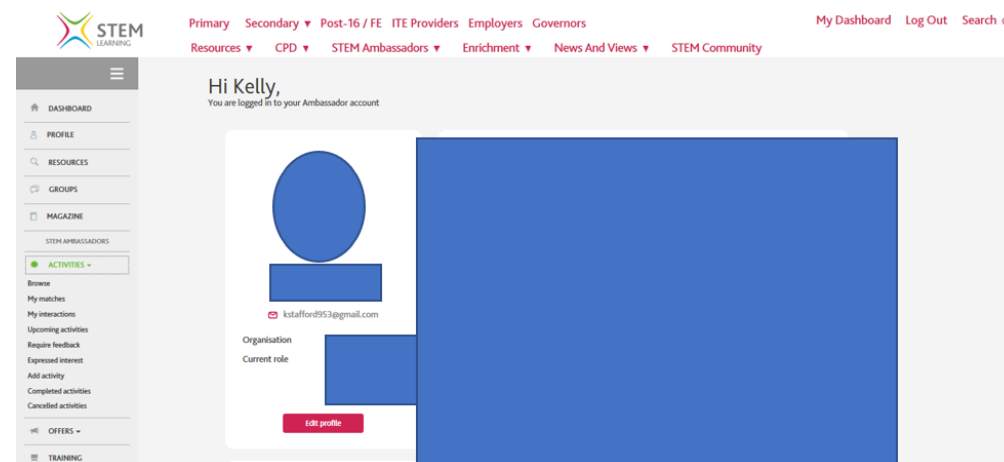 STEM
LEARNING
Primary Secondary ▾ Post-16 / FE ITE Providers Employers Governors
My Dashboard Log Out Search
Resources ▾ CPD ▾ STEM Ambassadors ▾ Enrichment ▾ News And Views ▾ STEM Community
DASHBOARD
PROFILE
RESOURCES
GROUPS
MAGAZINE
STEM AMBASSADORS
ACTIVITIES
Browse
My matches
My interactions
Upcoming activities
Require feedback
Expressed interest
Add activity
Completed activities
Cancelled activities
OFFERS
TRAINING
Hi Kelly,
You are logged in to your Ambassador account
kstafford953@gmail.com
Organisation
Current role
Edit profile